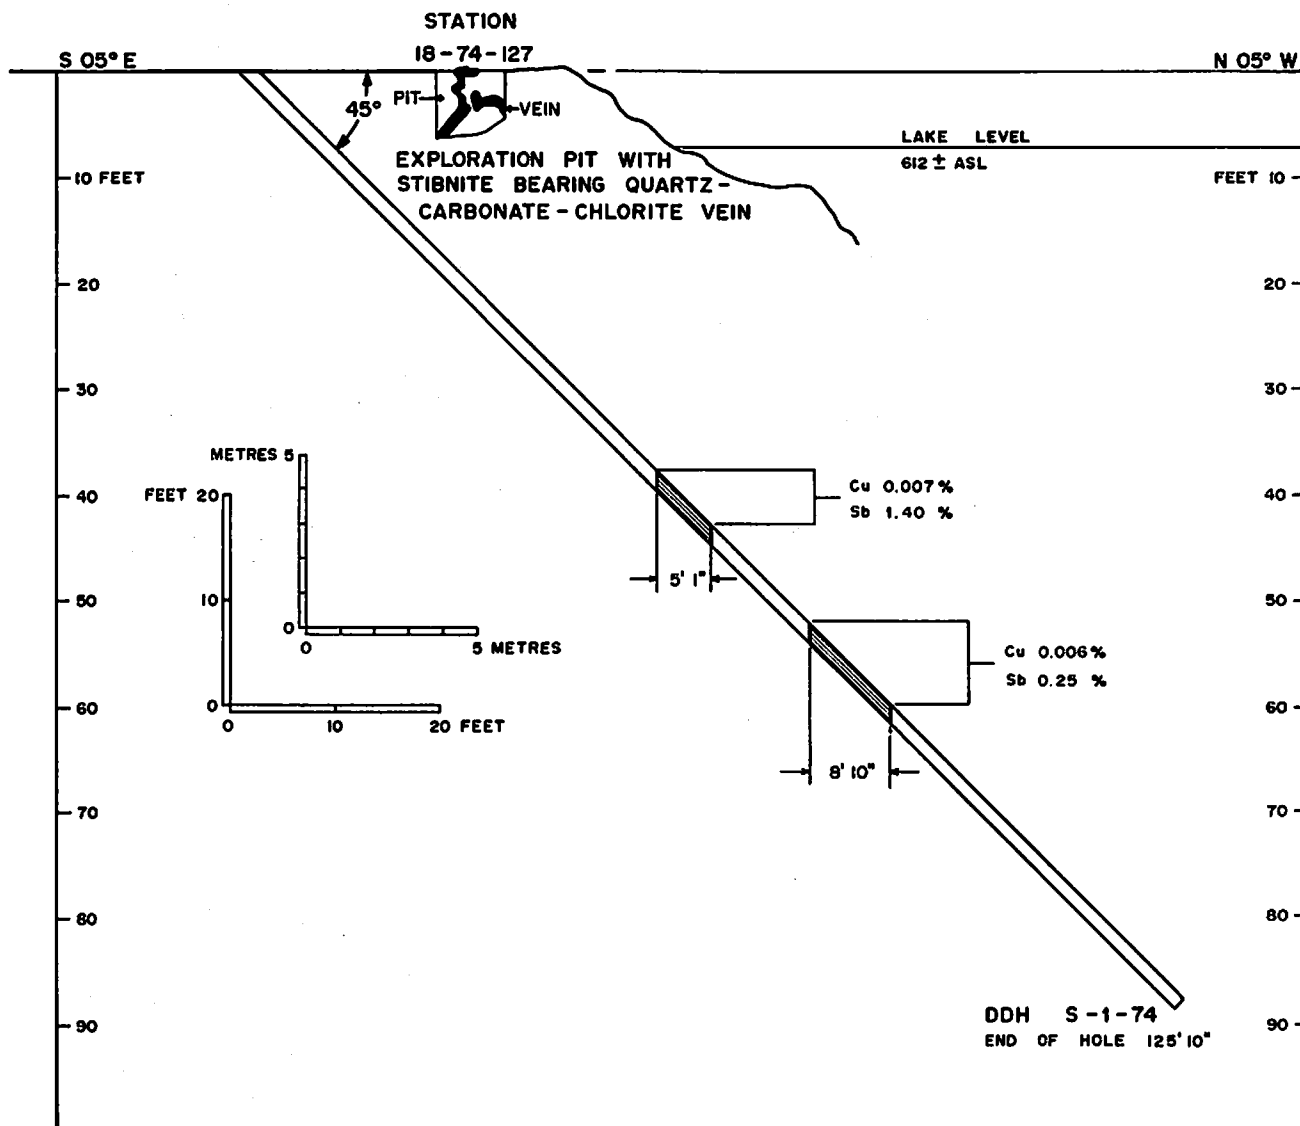 STATION
18-74-127
S 05° E
N 05° W
45°
PIT
VEIN
LAKE LEVEL
612 ± ASL
EXPLORATION PIT WITH
STIBNITE BEARING QUARTZ-
CARBONATE-CHLORITE VEIN
10 FEET
FEET 10
20
20
30
30
METRES 5
FEET 20
40
40
Cu 0.007 %
Sb 1.40 %
5' 1"
50
50
10
0
0
5 METRES
Cu 0.006 %
Sb 0.25 %
60
60
0
0
10
20 FEET
8' 10"
70
70
80
80
90
90
DDH S-1-74
END OF HOLE 125' 10"